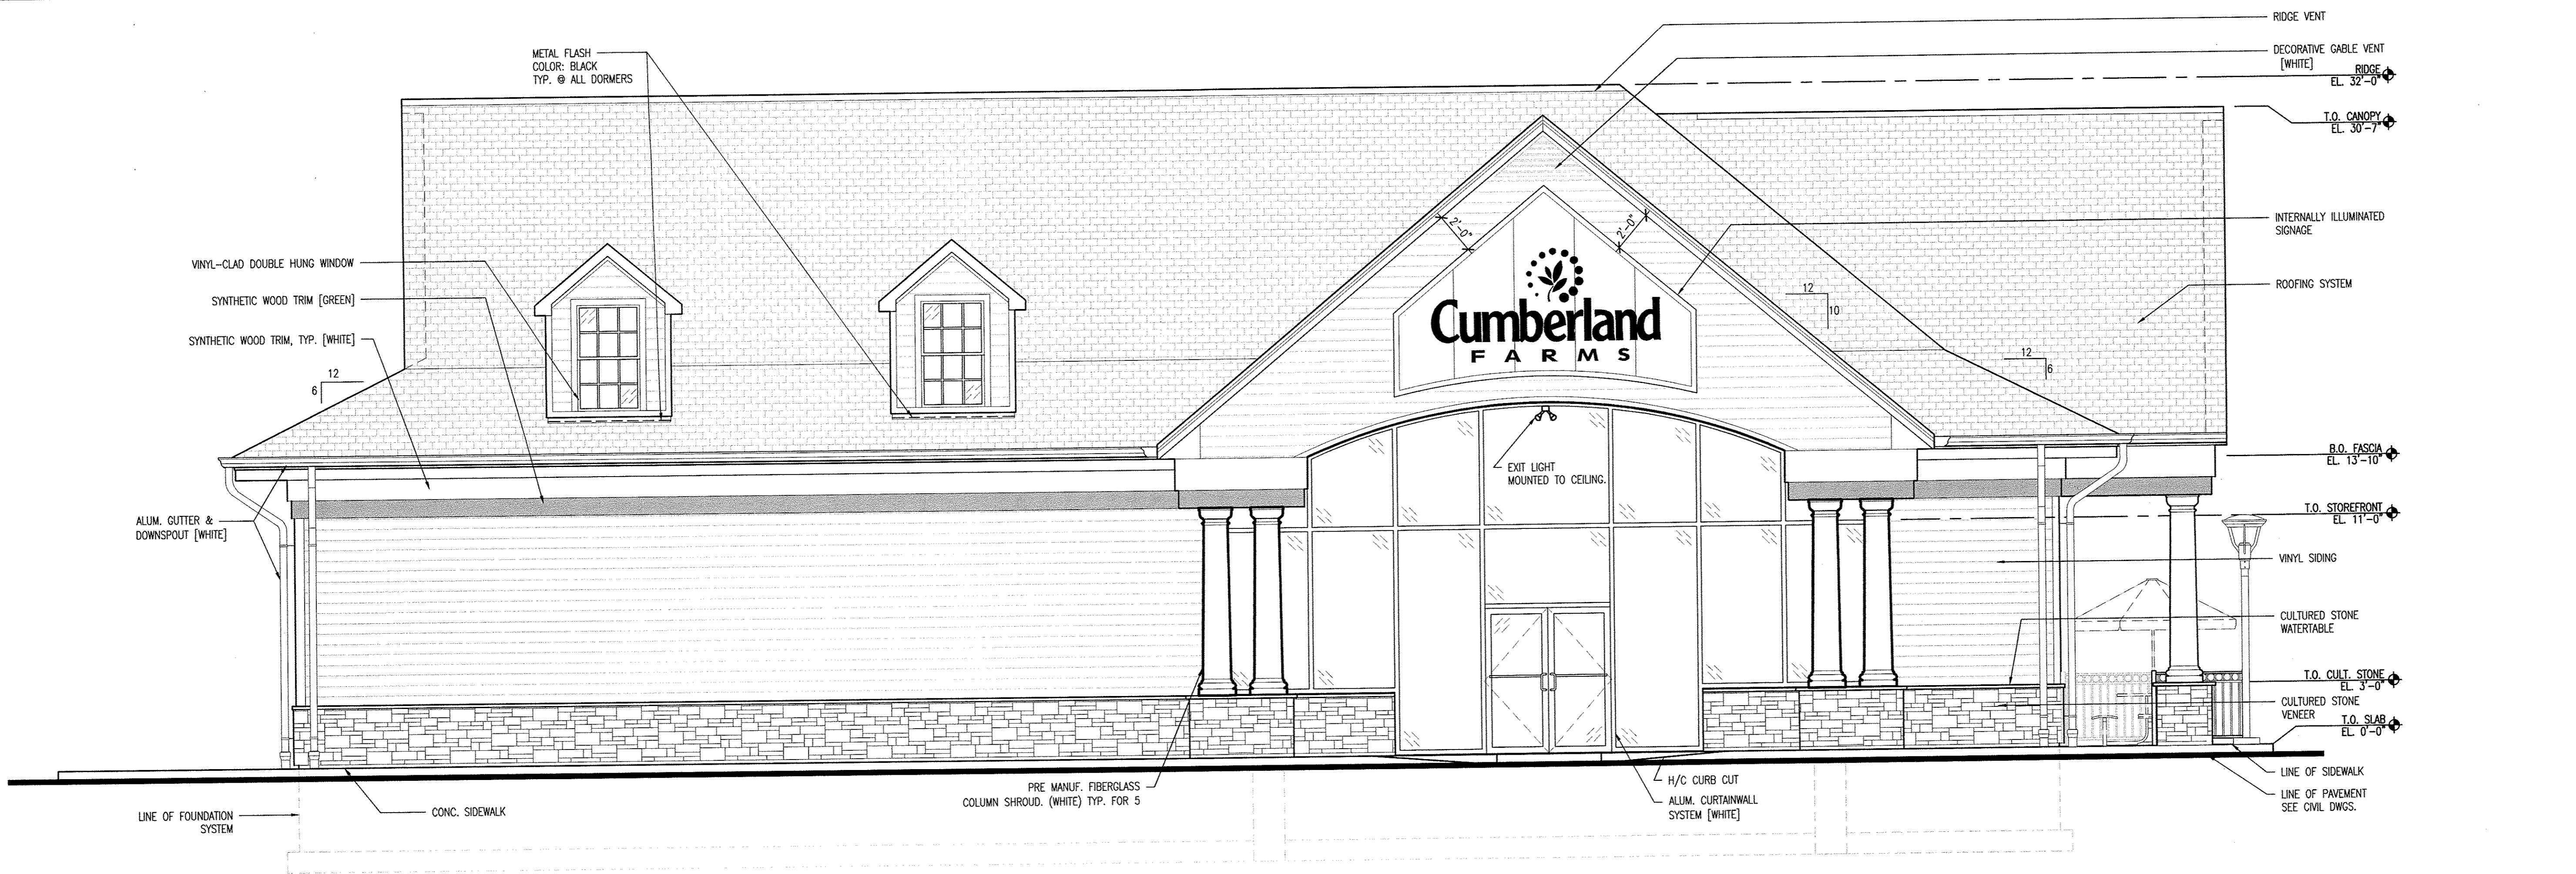 RIDGE VENT
METAL FLASH
COLOR: BLACK
TYP. @ ALL DORMERS
DECORATIVE GABLE VENT
[WHITE]
RIDGE
EL. 32'-0"
T.O. CANOPY
EL. 30'-7"
2'-0"
2'-0"
INTERNALLY ILLUMINATED
SIGNAGE
VINYL-CLAD DOUBLE HUNG WINDOW
SYNTHETIC WOOD TRIM [GREEN]
SYNTHETIC WOOD TRIM, TYP. [WHITE]
12
6
Cumberland
FARMS
12
10
ROOFING SYSTEM
12
6
B.O. FASCIA
EL. 13'-10"
EXIT LIGHT
MOUNTED TO CEILING.
T.O. STOREFRONT
EL. 11'-0"
ALUM. GUTTER &
DOWNSPOUT [WHITE]
VINYL SIDING
CULTURED STONE
WATERTABLE
T.O. CULT. STONE
EL. 3'-0"
CULTURED STONE
VENEER
T.O. SLAB
EL. 0'-0"
LINE OF SIDEWALK
LINE OF PAVEMENT
SEE CIVIL DWGS.
H/C CURB CUT
ALUM. CURTAINWALL
SYSTEM [WHITE]
PRE MANUF. FIBERGLASS
COLUMN SHROUD. (WHITE) TYP. FOR 5
CONC. SIDEWALK
LINE OF FOUNDATION
SYSTEM